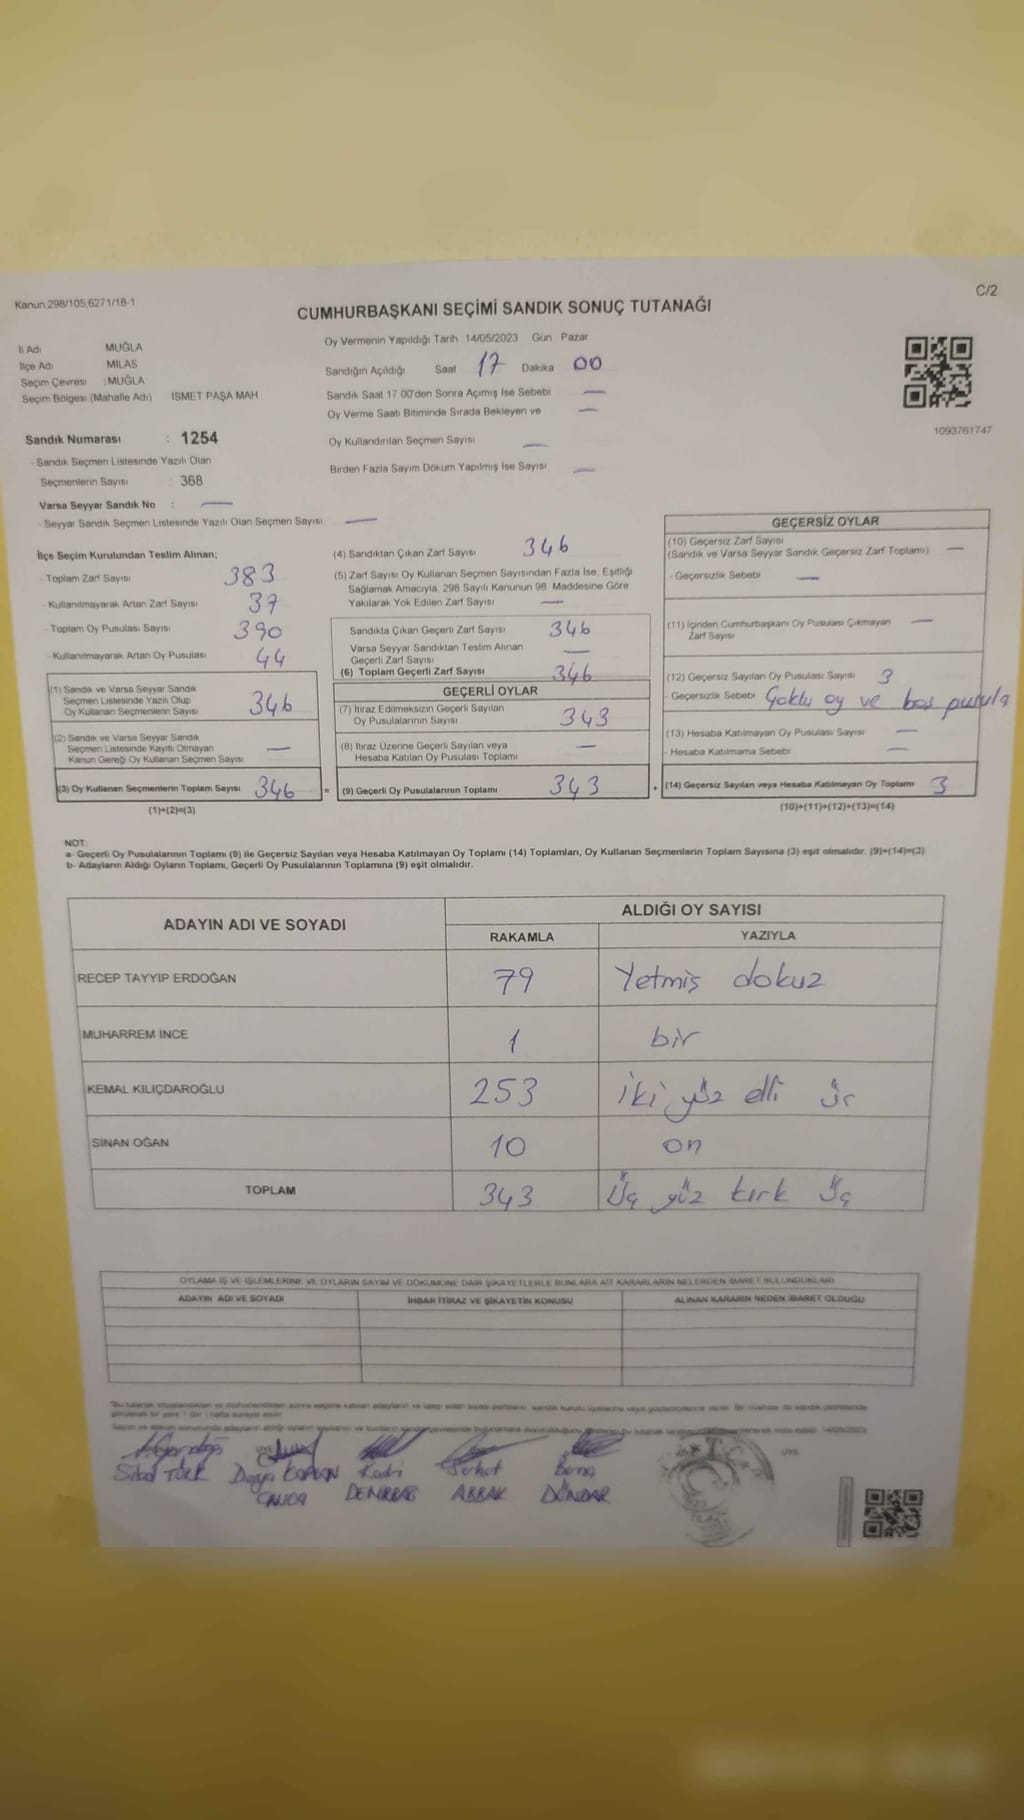 Kanun,298/105,6271/18-1
C/2
CUMHURBAŞKANI SEÇİMİ SANDIK SONUÇ TUTANAĞI
İl Adı MUĞLA
İlçe Adı MİLAS
Seçim Çevresi : MUĞLA
Seçim Bölgesi (Mahalle Adı) İSMET PAŞA MAH
Sandık Numarası : 1254
- Sandık Seçmen Listesinde Yazılı Olan
Seçmenlerin Sayısı : 368
Varsa Seyyar Sandık No : —
- Seyyar Sandık Seçmen Listesinde Yazılı Olan Seçmen Sayısı —
Oy Vermenin Yapıldığı Tarih 14/05/2023 Gün Pazar
Sandığın Açıldığı Saat 17 Dakika 00
Sandık Saat 17:00'den Sonra Açımış İse Sebebi —
Oy Verme Saati Bitiminde Sırada Bekleyen ve —
Oy Kullandırılan Seçmen Sayısı —
Birden Fazla Sayım Döküm Yapılmış İse Sayısı —
1093761747
İlçe Seçim Kurulundan Teslim Alınan;
- Toplam Zarf Sayısı 383
- Kullanılmayarak Artan Zarf Sayısı 37
- Toplam Oy Pusulası Sayısı 390
- Kullanılmayarak Artan Oy Pusulası 44
(1) Sandık ve Varsa Seyyar Sandık
Seçmen Listesinde Yazılı Olup
Oy Kullanan Seçmenlerin Sayısı 346
(2) Sandık ve Varsa Seyyar Sandık
Seçmen Listesinde Kayıtlı Olmayan
Kanun Gereği Oy Kullanan Seçmen Sayısı —
(3) Oy Kullanan Seçmenlerin Toplam Sayısı 346 =
(1)+(2)=(3)
(4) Sandıktan Çıkan Zarf Sayısı 346
(5) Zarf Sayısı Oy Kullanan Seçmen Sayısından Fazla İse, Eşitliği
Sağlamak Amacıyla, 298 Sayılı Kanunun 98. Maddesine Göre
Yakılarak Yok Edilen Zarf Sayısı —
Sandıkta Çıkan Geçerli Zarf Sayısı 346
Varsa Seyyar Sandıktan Teslim Alınan
Geçerli Zarf Sayısı —
(6) Toplam Geçerli Zarf Sayısı 346
GEÇERLİ OYLAR
(7) İtiraz Edilmeksizin Geçerli Sayılan
Oy Pusulalarının Sayısı 343
(8) İtiraz Üzerine Geçerli Sayılan veya
Hesaba Katılan Oy Pusulası Toplamı —
(9) Geçerli Oy Pusulalarının Toplamı 343 +
GEÇERSİZ OYLAR
(10) Geçersiz Zarf Sayısı
(Sandık ve Varsa Seyyar Sandık Geçersiz Zarf Toplamı) —
- Geçersizlik Sebebi —
(11) İçinden Cumhurbaşkanı Oy Pusulası Çıkmayan
Zarf Sayısı —
(12) Geçersiz Sayılan Oy Pusulası Sayısı 3
- Geçersizlik Sebebi Çoklu oy ve boş pusula
(13) Hesaba Katılmayan Oy Pusulası Sayısı —
- Hesaba Katılmama Sebebi —
(14) Geçersiz Sayılan veya Hesaba Katılmayan Oy Toplamı 3
(10)+(11)+(12)+(13)=(14)
NOT:
a- Geçerli Oy Pusulalarının Toplamı (9) ile Geçersiz Sayılan veya Hesaba Katılmayan Oy Toplamı (14) Toplamları, Oy Kullanan Seçmenlerin Toplam Sayısına (3) eşit olmalıdır. (9)+(14)=(3)
b- Adayların Aldığı Oyların Toplamı, Geçerli Oy Pusulalarının Toplamına (9) eşit olmalıdır.
ADAYIN ADI VE SOYADI
ALDIĞI OY SAYISI
RAKAMLA YAZIYLA
RECEP TAYYİP ERDOĞAN 79 Yetmiş dokuz
MUHARREM İNCE 1 bir
KEMAL KILIÇDAROĞLU 253 iki yüz elli üç
SİNAN OĞAN 10 on
TOPLAM 343 Üç yüz kırk üç
OYLAMA İŞ VE İŞLEMLERİNE VE OYLARIN SAYIM VE DÖKÜMÜNE DAİR ŞİKAYETLERLE BUNLARA AİT KARARLARIN NELERDEN İBARET BULUNDUKLARI
ADAYIN ADI VE SOYADI İHBAR İTİRAZ VE ŞİKAYETİN KONUSU ALINAN KARARIN NEDEN İBARET OLDUĞU
Sibel TÜRK Derya Kadri Serhat DÜNDAR